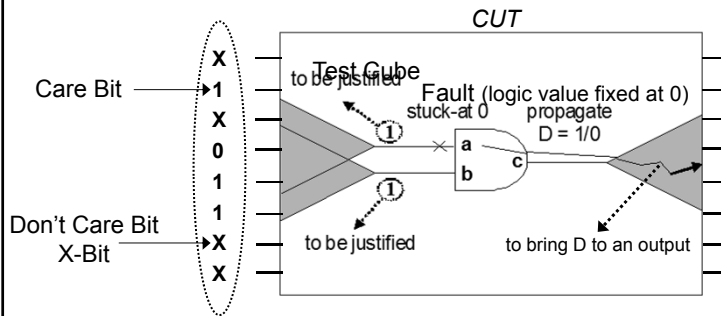 CUT
X
Test Cube
to be justified
Care Bit
1
Fault (logic value fixed at 0)
X
stuck-at 0
propagate
D = 1/0
1
0
a
c
b
1
1
1
Don't Care Bit
X-Bit
X
to be justified
to bring D to an output
X